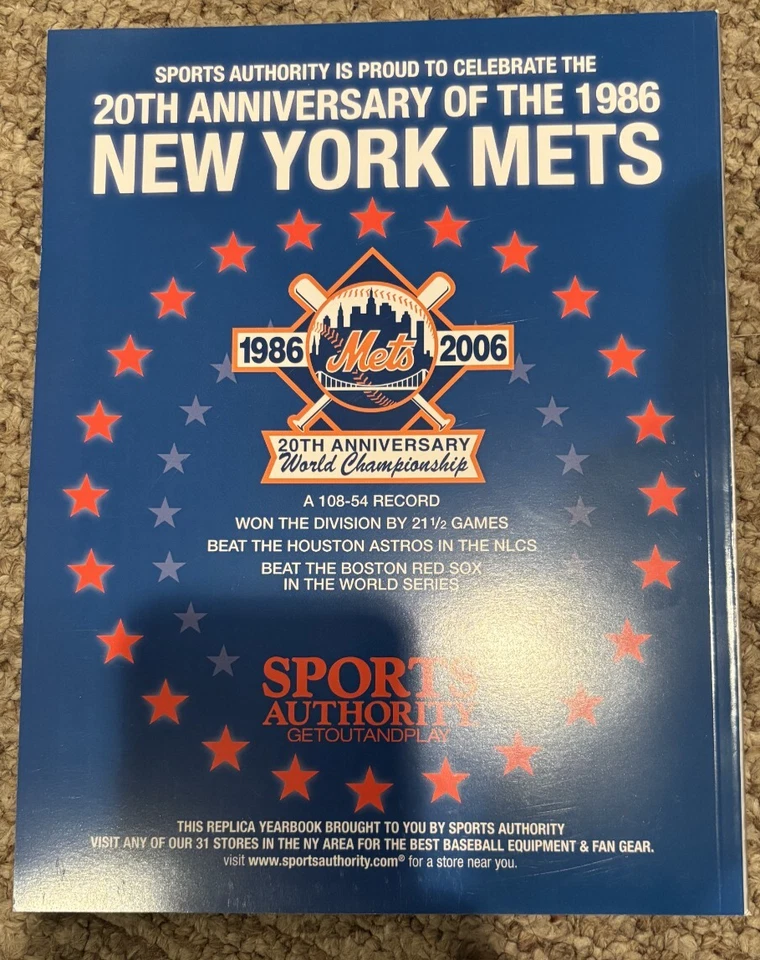 SPORTS AUTHORITY IS PROUD TO CELEBRATE THE
20TH ANNIVERSARY OF THE 1986
NEW YORK METS
1986 Mets 2006
20TH ANNIVERSARY
World Championship
A 108-54 RECORD
WON THE DIVISION BY 21 1/2 GAMES
BEAT THE HOUSTON ASTROS IN THE NLCS
BEAT THE BOSTON RED SOX
IN THE WORLD SERIES
SPORTS
AUTHORITY
GETOUTANDPLAY
THIS REPLICA YEARBOOK BROUGHT TO YOU BY SPORTS AUTHORITY
VISIT ANY OF OUR 31 STORES IN THE NY AREA FOR THE BEST BASEBALL EQUIPMENT & FAN GEAR.
visit www.sportsauthority.com® for a store near you.